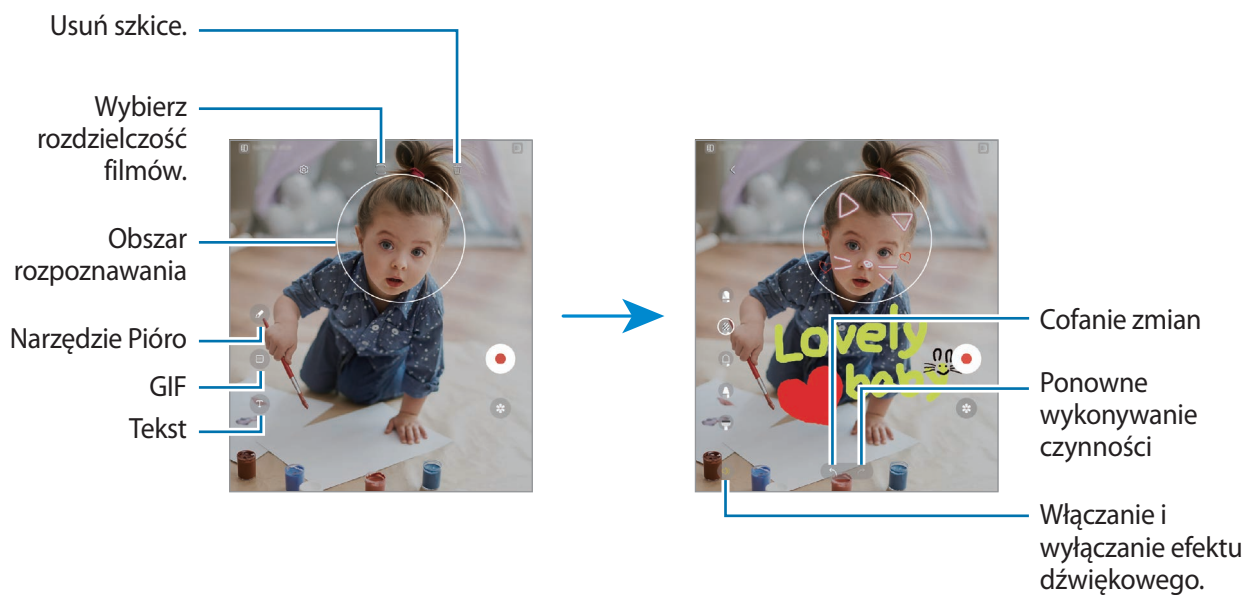 Usuń szkice.
Wybierz
rozdzielczość
filmów.
Obszar
rozpoznawania
Narzędzie Pióro
GIF
Tekst
Lovely
baby
Cofanie zmian
Ponowne
wykonywanie
czynności
Włączanie i
wyłączanie efektu
dźwiękowego.